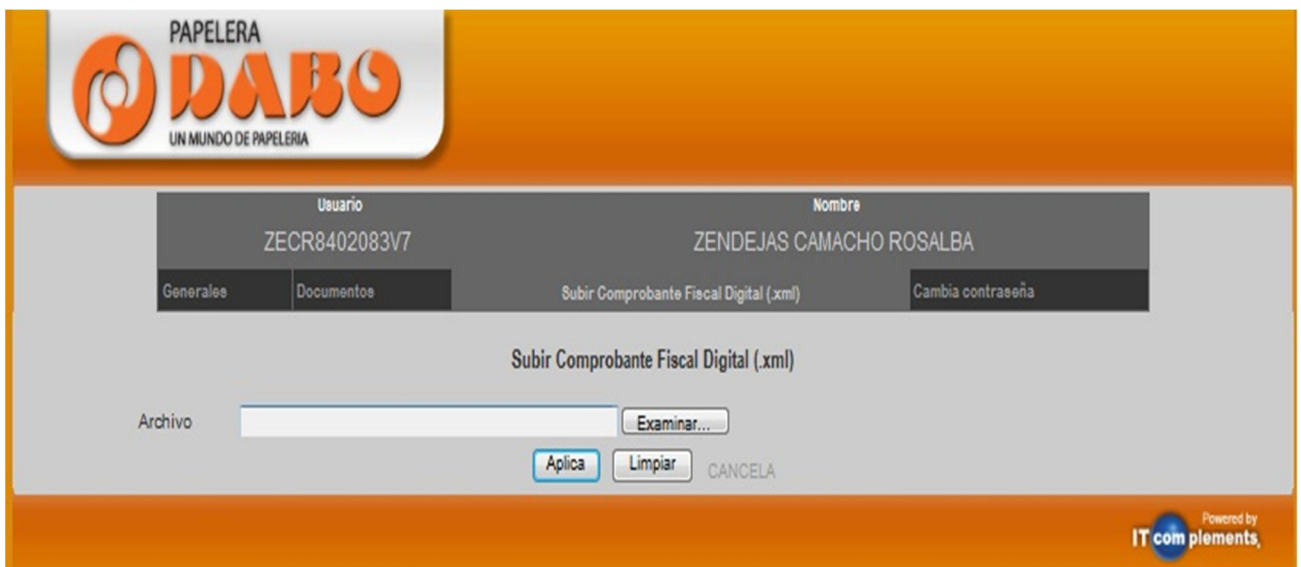 PAPELERA
DABO
UN MUNDO DE PAPELERIA
Usuario Nombre
ZECR8402083V7 ZENDEJAS CAMACHO ROSALBA
Generales Documentos Subir Comprobante Fiscal Digital (.xml) Cambia contraseña
Subir Comprobante Fiscal Digital (.xml)
Archivo Examinar...
Aplica Limpiar CANCELA
Powered by
IT com plements